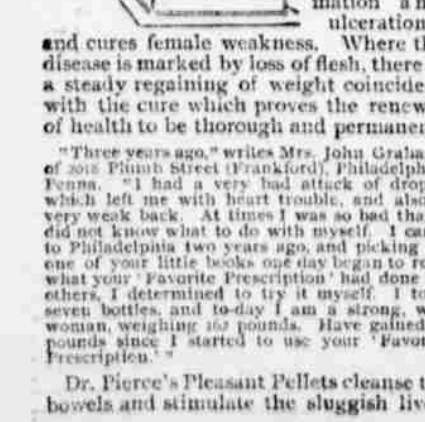 mation a
ulceration
and cures female weakness. Where t
disease is marked by loss of flesh, there
a steady regaining of weight coincide
with the cure which proves the renew
of health to be thorough and permane
"Three years ago," writes Mrs. John Graha
of 2018 Plumb Street (Frankford), Philadelph
Penna. "I had a very bad attack of drop
which left me with heart trouble, and also
very weak back. At times I was so bad tha
did not know what to do with myself. I ca
to Philadelphia two years ago, and picking
one of your little books one day began to re
what your 'Favorite Prescription' had done
others, I determined to try it myself. I to
seven bottles, and to-day I am a strong, w
woman, weighing 162 pounds. Have gained
pounds since I started to use your 'Favor
Prescription.'"
Dr. Pierce's Pleasant Pellets cleanse t
bowels and stimulate the sluggish live